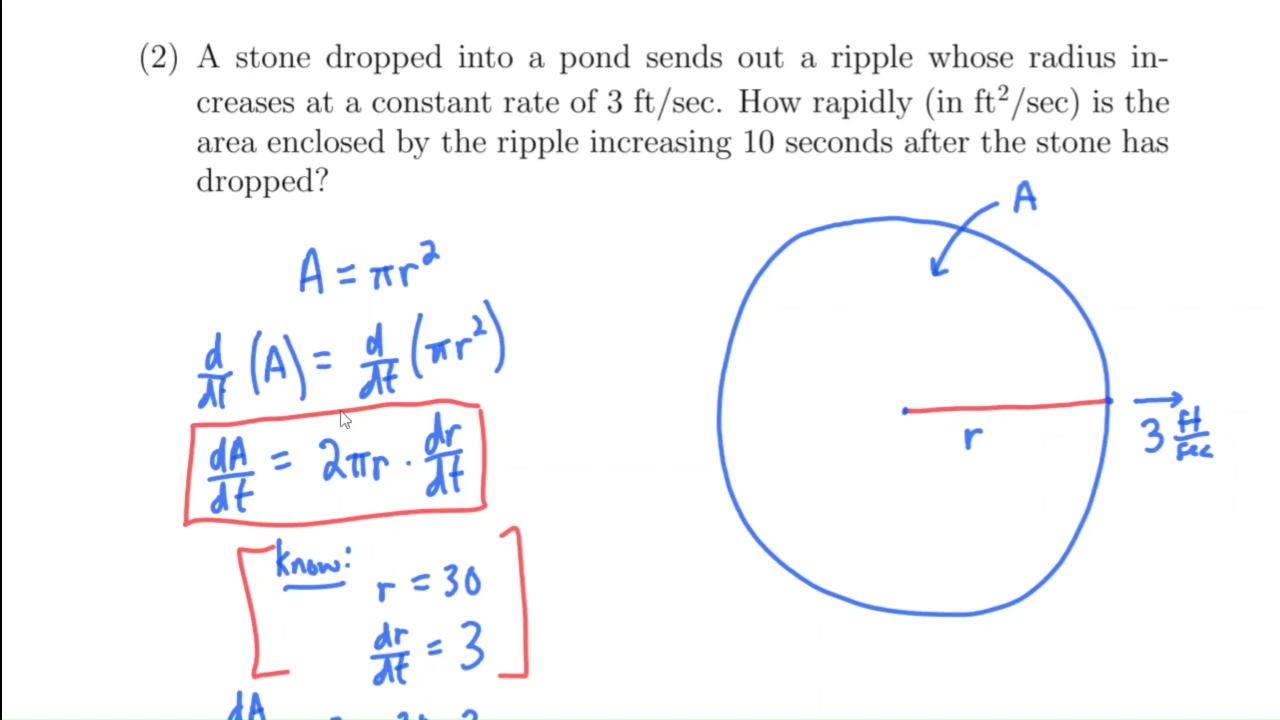 (2) A stone dropped into a pond sends out a ripple whose radius in-
creases at a constant rate of 3 ft/sec. How rapidly (in ft²/sec) is the
area enclosed by the ripple increasing 10 seconds after the stone has
dropped?
A
A = πr²
d/dt (A) = d/dt (πr²)
dA/dt = 2πr · dr/dt
r
3 ft/sec
know:
r = 30
dr/dt = 3
dA